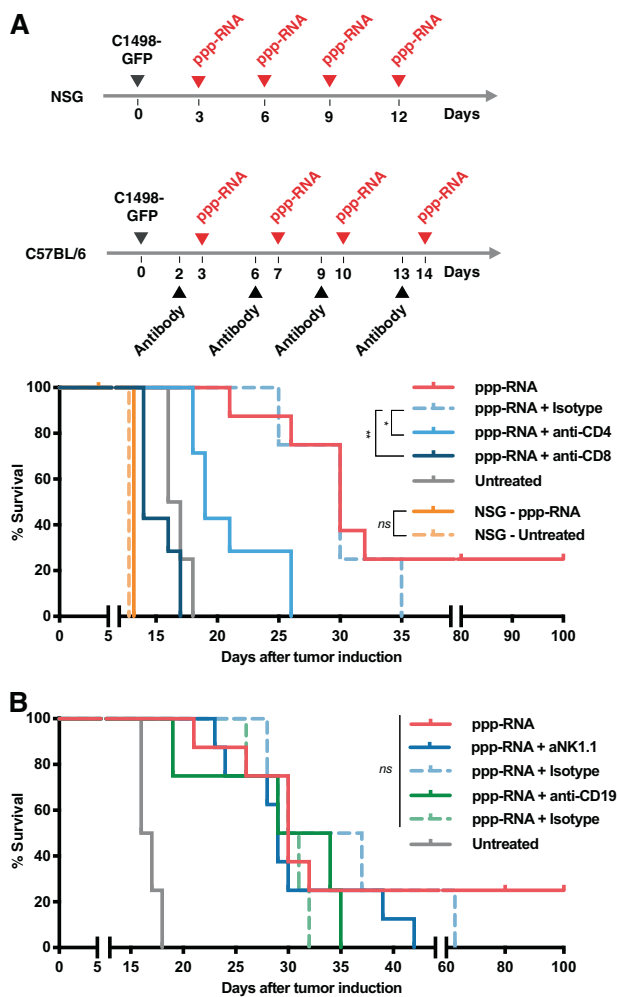 A
C1498-
GFP
ppp-RNA
ppp-RNA
ppp-RNA
ppp-RNA
NSG
0
3
6
9
12
Days
C1498-
GFP
ppp-RNA
ppp-RNA
ppp-RNA
ppp-RNA
C57BL/6
0
2
3
6
7
9
10
13
14
Days
Antibody
Antibody
Antibody
Antibody
% Survival
100
80
60
40
20
0
ppp-RNA
ppp-RNA + Isotype
ppp-RNA + anti-CD4
ppp-RNA + anti-CD8
Untreated
NSG - ppp-RNA
NSG - Untreated
**
*
ns
0
5
15
20
25
30
35
80
90
100
Days after tumor induction
B
% Survival
100
80
60
40
20
0
ns
ppp-RNA
ppp-RNA + aNK1.1
ppp-RNA + Isotype
ppp-RNA + anti-CD19
ppp-RNA + Isotype
Untreated
0
5
15
20
25
30
35
40
60
80
100
Days after tumor induction